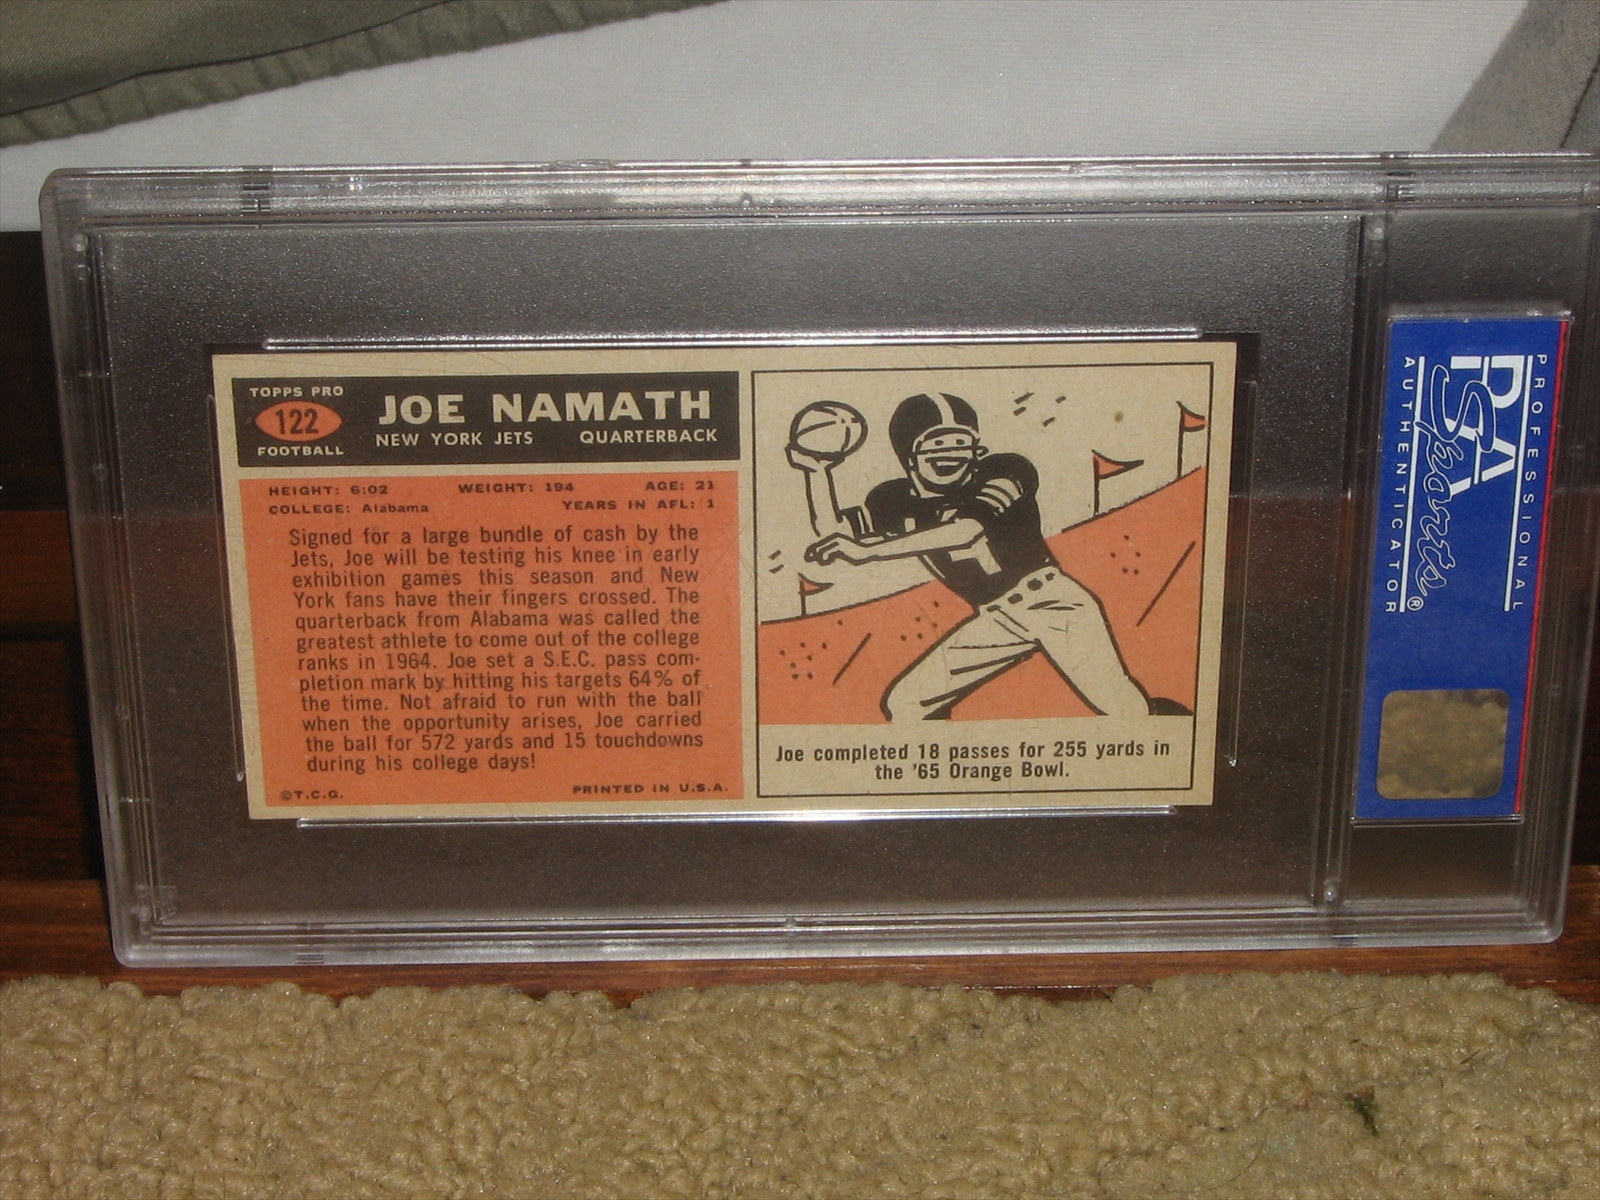 TOPPS PRO
122
FOOTBALL
JOE NAMATH
NEW YORK JETS QUARTERBACK
HEIGHT: 6:02 WEIGHT: 194 AGE: 21
COLLEGE: Alabama YEARS IN AFL: 1
Signed for a large bundle of cash by the
Jets, Joe will be testing his knee in early
exhibition games this season and New
York fans have their fingers crossed. The
quarterback from Alabama was called the
greatest athlete to come out of the college
ranks in 1964. Joe set a S.E.C. pass com-
pletion mark by hitting his targets 64% of
the time. Not afraid to run with the ball
when the opportunity arises, Joe carried
the ball for 572 yards and 15 touchdowns
during his college days!
©T.C.G. PRINTED IN U.S.A.
Joe completed 18 passes for 255 yards in
the '65 Orange Bowl.
PROFESSIONAL
PSA
Sports®
AUTHENTICATOR